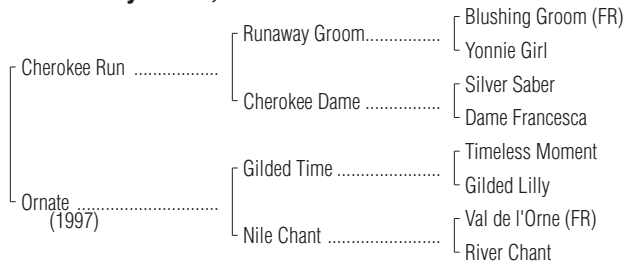 Blushing Groom (FR)
Runaway Groom.................
Yonnie Girl
Cherokee Run ...................
Silver Saber
Cherokee Dame .................
Dame Francesca
Timeless Moment
Gilded Time .......................
Gilded Lilly
Ornate ................................
(1997)
Val de l'Orne (FR)
Nile Chant .........................
River Chant